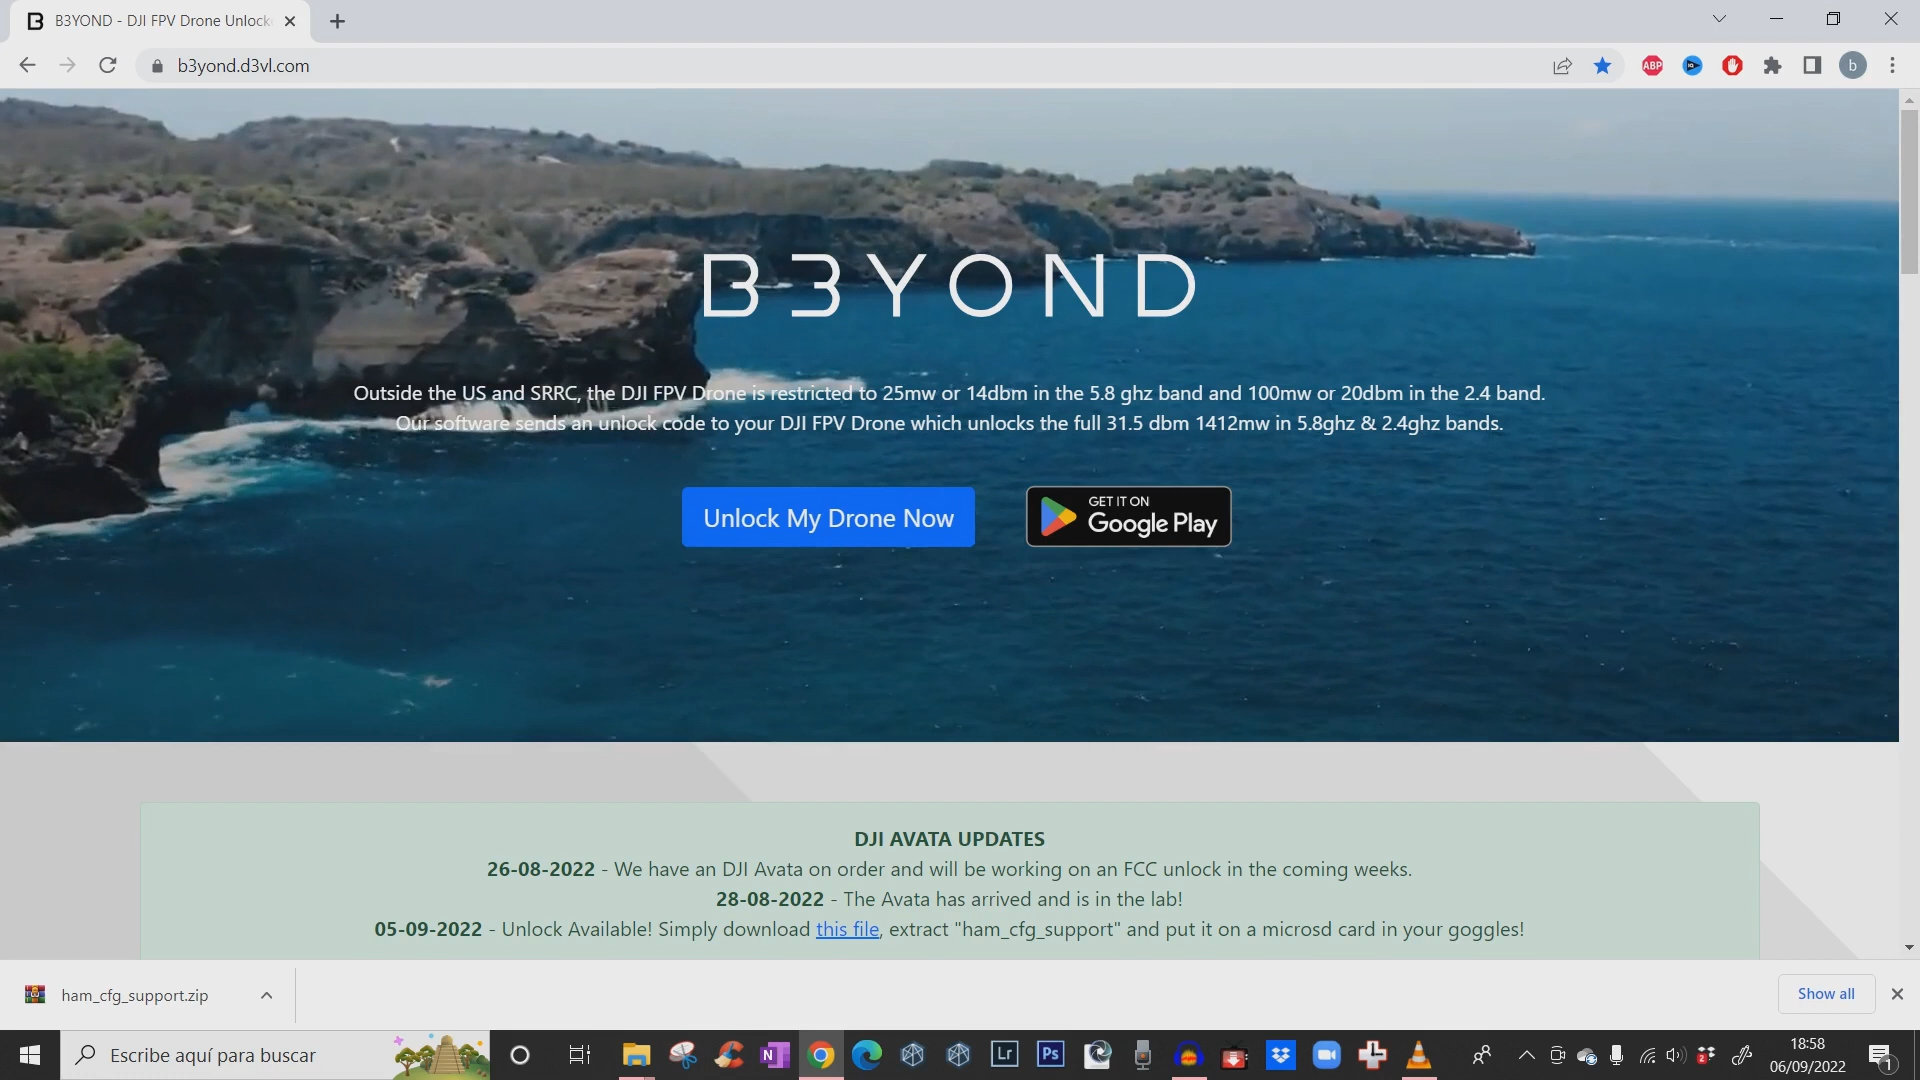 B3YOND - DJI FPV Drone Unlock
b3yond.d3vl.com
ABP
b
B3YOND
Outside the US and SRRC, the DJI FPV Drone is restricted to 25mw or 14dbm in the 5.8 ghz band and 100mw or 20dbm in the 2.4 band.
Our software sends an unlock code to your DJI FPV Drone which unlocks the full 31.5 dbm 1412mw in 5.8ghz & 2.4ghz bands.
Unlock My Drone Now
GET IT ON
Google Play
DJI AVATA UPDATES
26-08-2022 - We have an DJI Avata on order and will be working on an FCC unlock in the coming weeks.
28-08-2022 - The Avata has arrived and is in the lab!
05-09-2022 - Unlock Available! Simply download this file, extract "ham_cfg_support" and put it on a microsd card in your goggles!
ham_cfg_support.zip
Show all
Escribe aquí para buscar
N
Lr
Ps
2
18:58
06/09/2022
1